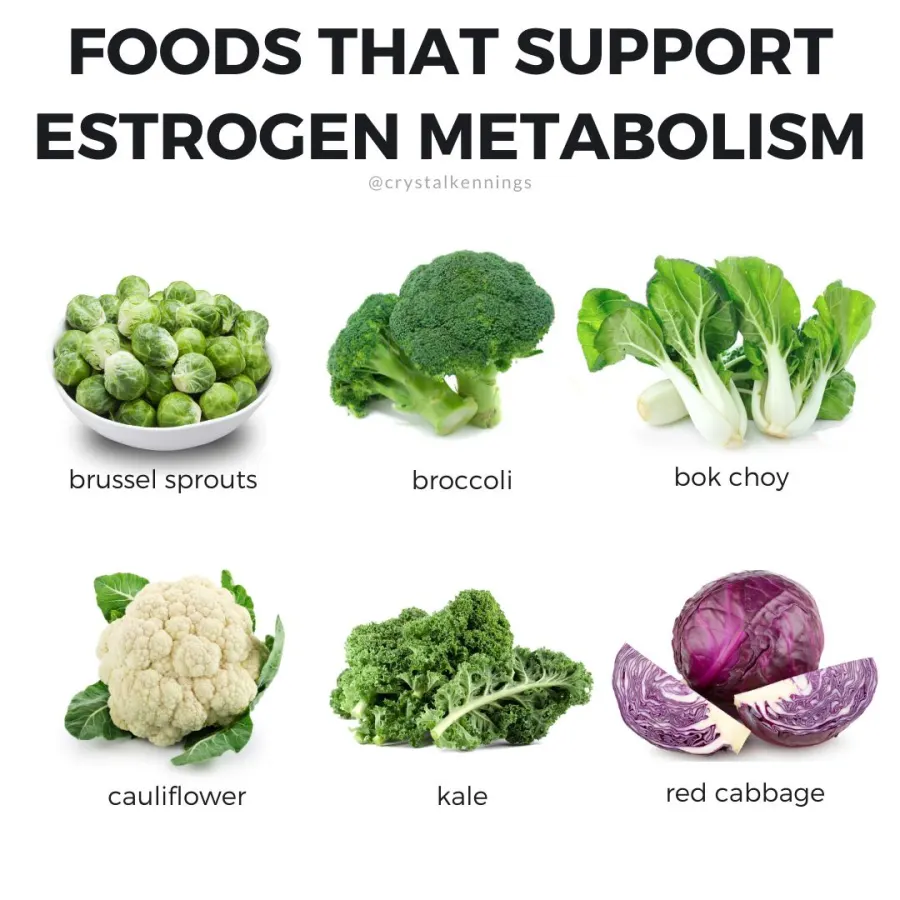 FOODS THAT SUPPORT
ESTROGEN METABOLISM
@crystalkennings
brussel sprouts
broccoli
bok choy
cauliflower
kale
red cabbage